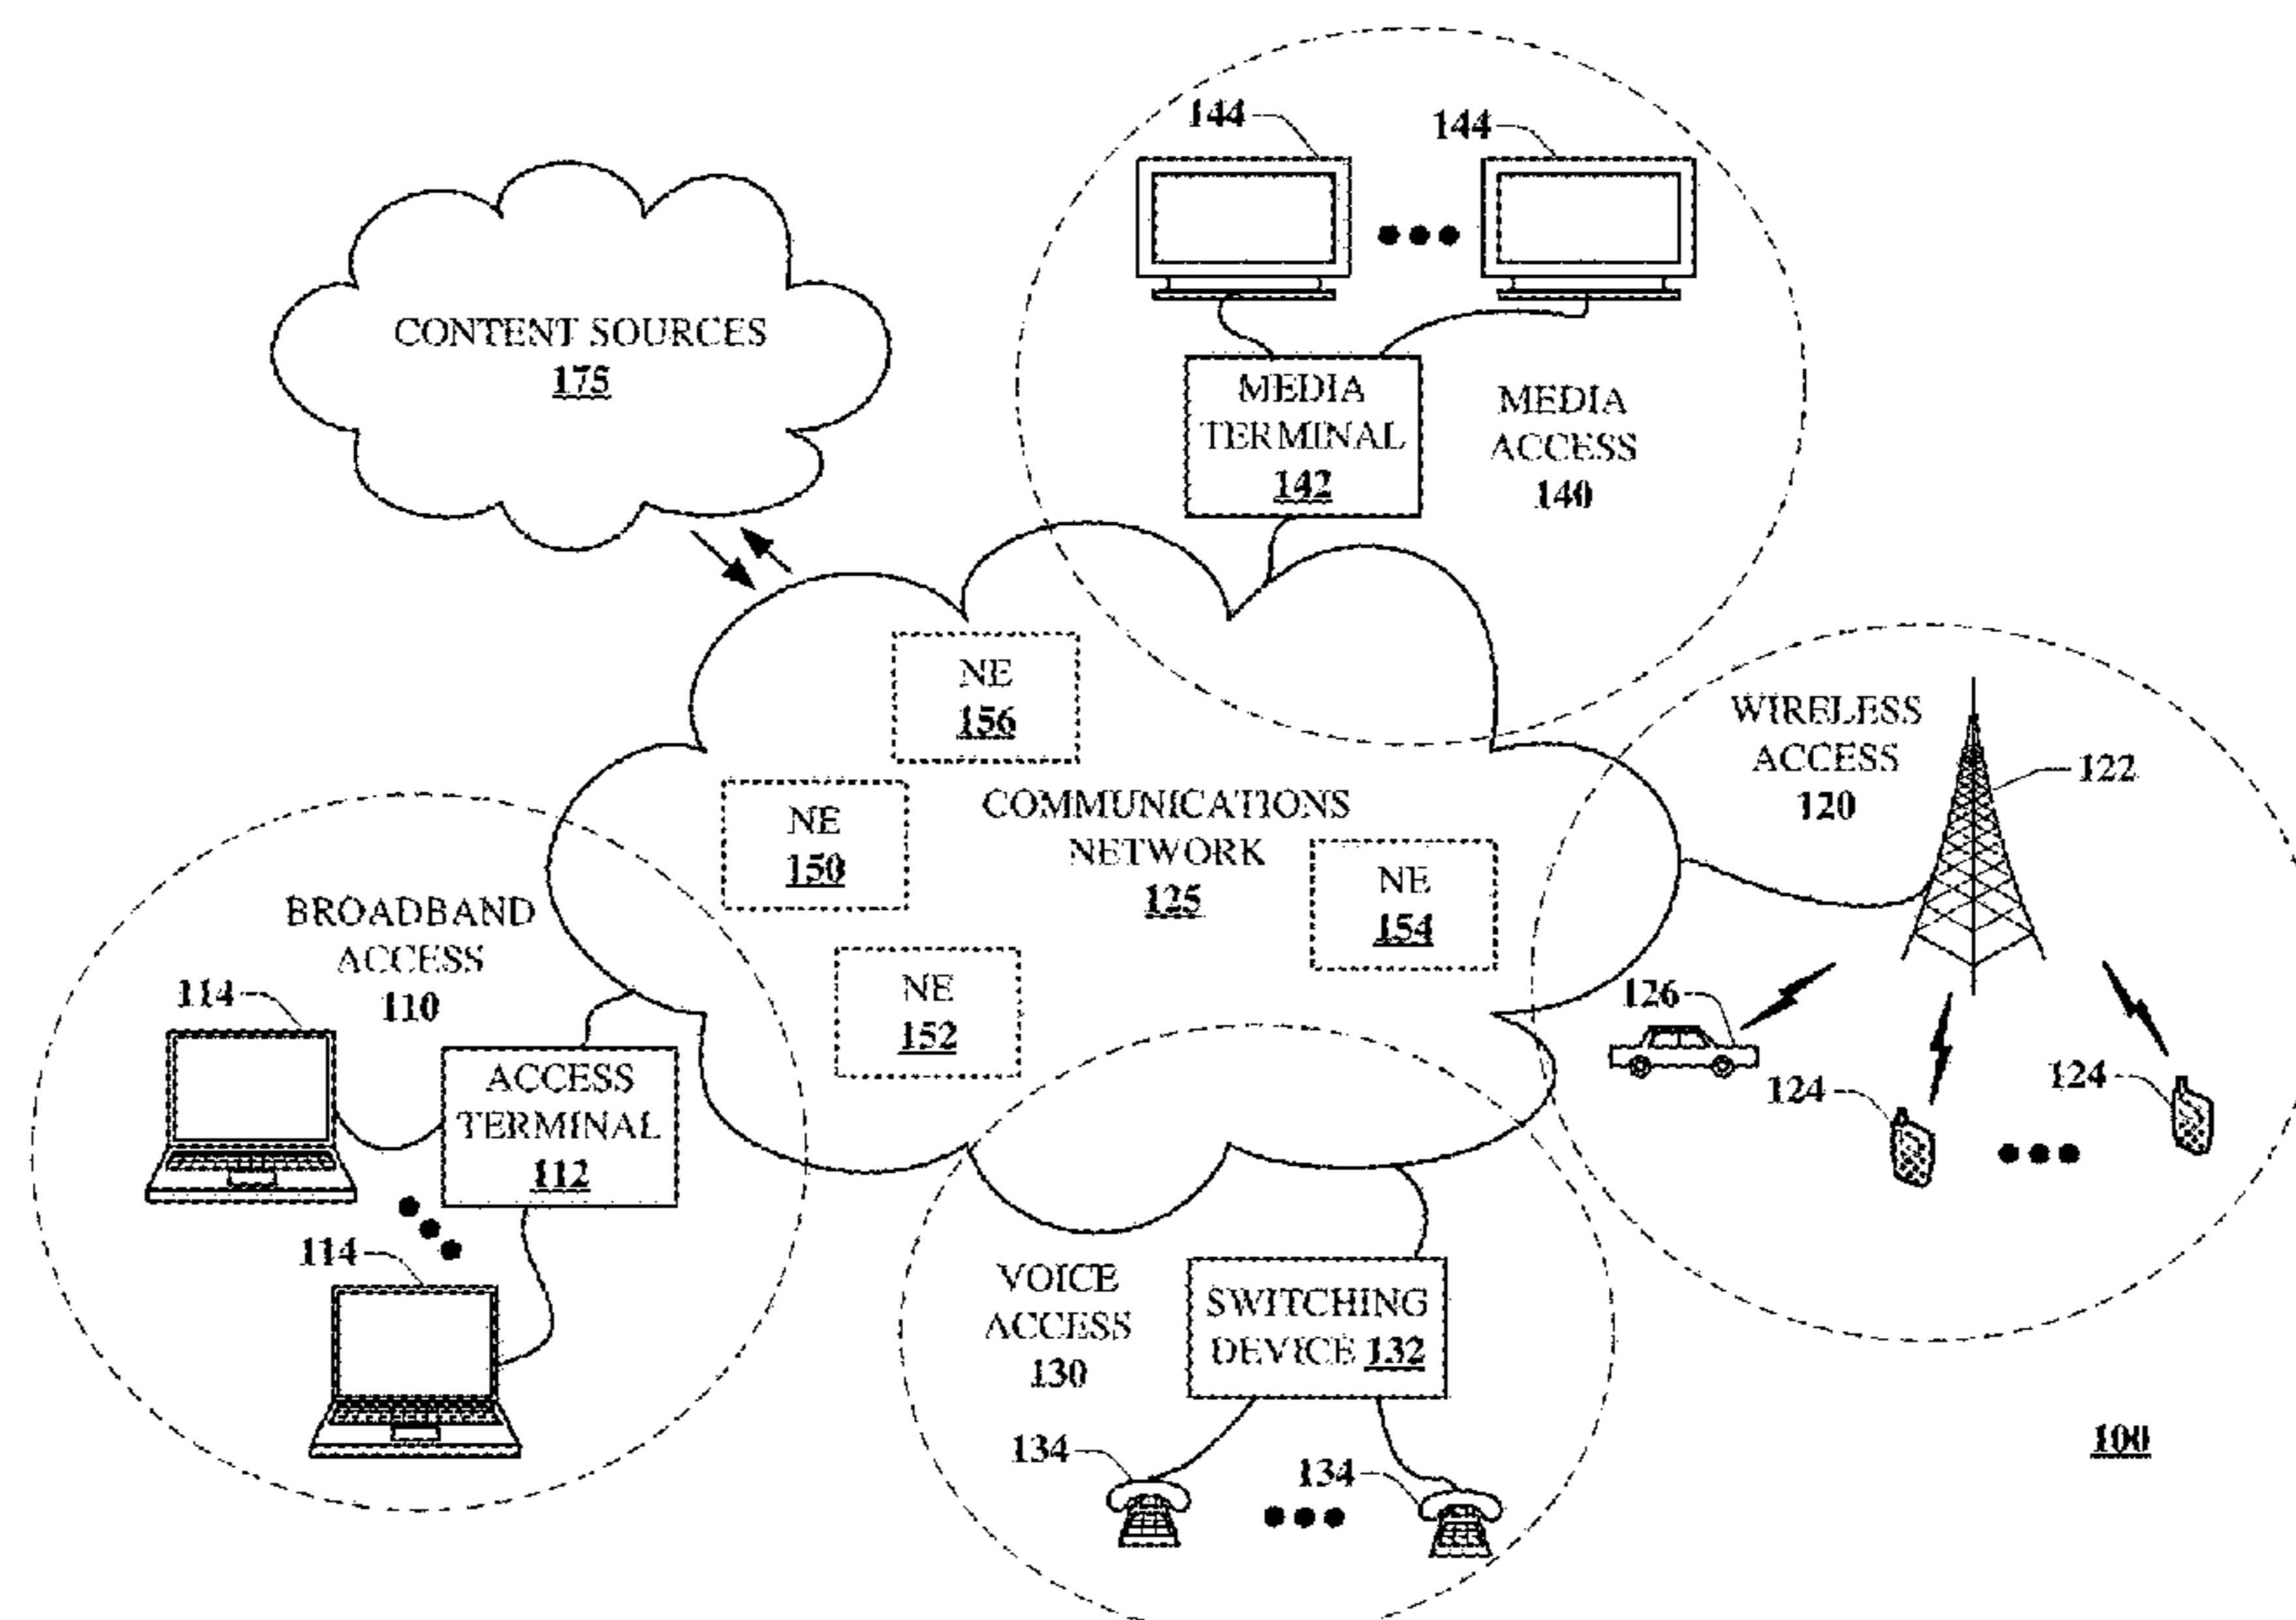 144
144
CONTENT SOURCES
175
MEDIA
TERMINAL
142
MEDIA
ACCESS
140
NE
156
WIRELESS
ACCESS
120
122
NE
150
COMMUNICATIONS
NETWORK
125
NE
154
BROADBAND
ACCESS
110
NE
152
114
126
ACCESS
TERMINAL
112
124
124
114
VOICE
ACCESS
130
SWITCHING
DEVICE 132
134
134
100